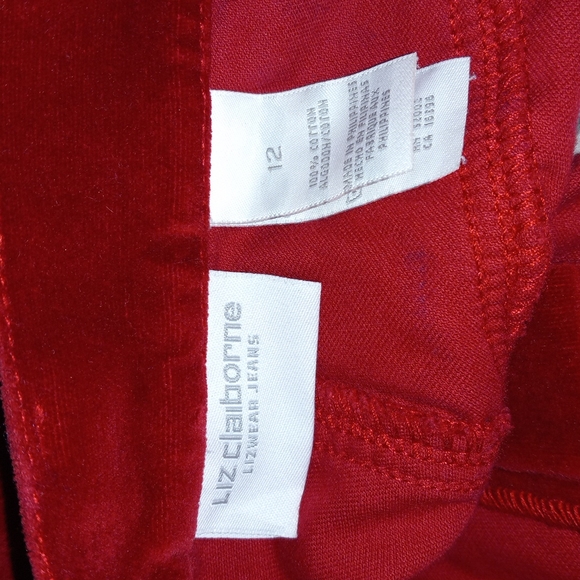 12
100% COTTON
ALGODON/COTON
MADE IN PHILIPPINES
HECHO EN FILIPINAS
FABRIQUE AUX
PHILIPPINES
RN 52002
CA 16396
LIZ claiborne
LIZWEAR JEANS